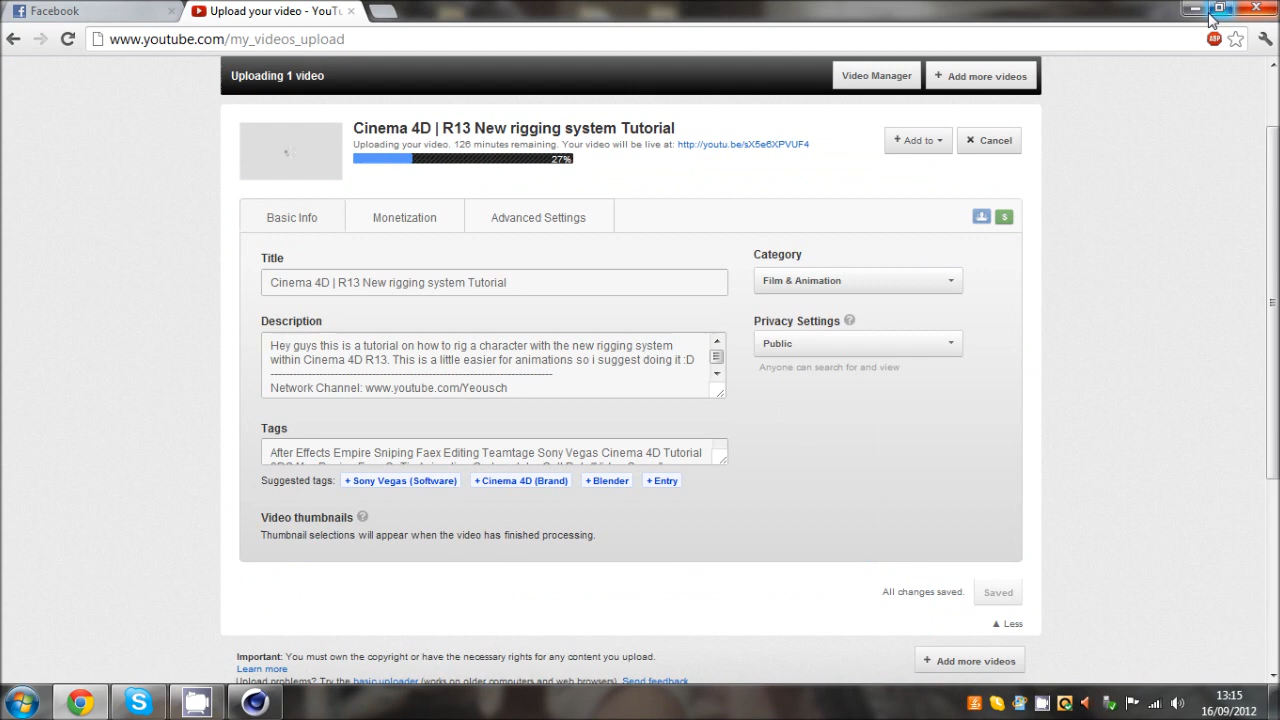 Facebook
Upload your video - YouTu
www.youtube.com/my_videos_upload
ABP
Uploading 1 video
Video Manager
+ Add more videos
Cinema 4D | R13 New rigging system Tutorial
Uploading your video. 126 minutes remaining. Your video will be live at: http://youtu.be/sX5e6XPVUF4
27%
+ Add to
× Cancel
Basic Info
Monetization
Advanced Settings
$
Title
Cinema 4D | R13 New rigging system Tutorial
Category
Film & Animation
Description
Hey guys this is a tutorial on how to rig a character with the new rigging system
within Cinema 4D R13. This is a little easier for animations so i suggest doing it :D
--------------------------------------------------------------------
Network Channel: www.youtube.com/Yeousch
Privacy Settings ?
Public
Anyone can search for and view
Tags
After Effects Empire Sniping Faex Editing Teamtage Sony Vegas Cinema 4D Tutorial
Suggested tags: + Sony Vegas (Software) + Cinema 4D (Brand) + Blender + Entry
Video thumbnails ?
Thumbnail selections will appear when the video has finished processing.
All changes saved.
Saved
▲ Less
Important: You must own the copyright or have the necessary rights for any content you upload.
Learn more
Upload problems? Try the basic uploader (works on older computers and web browsers). Send feedback
+ Add more videos
13:15
16/09/2012